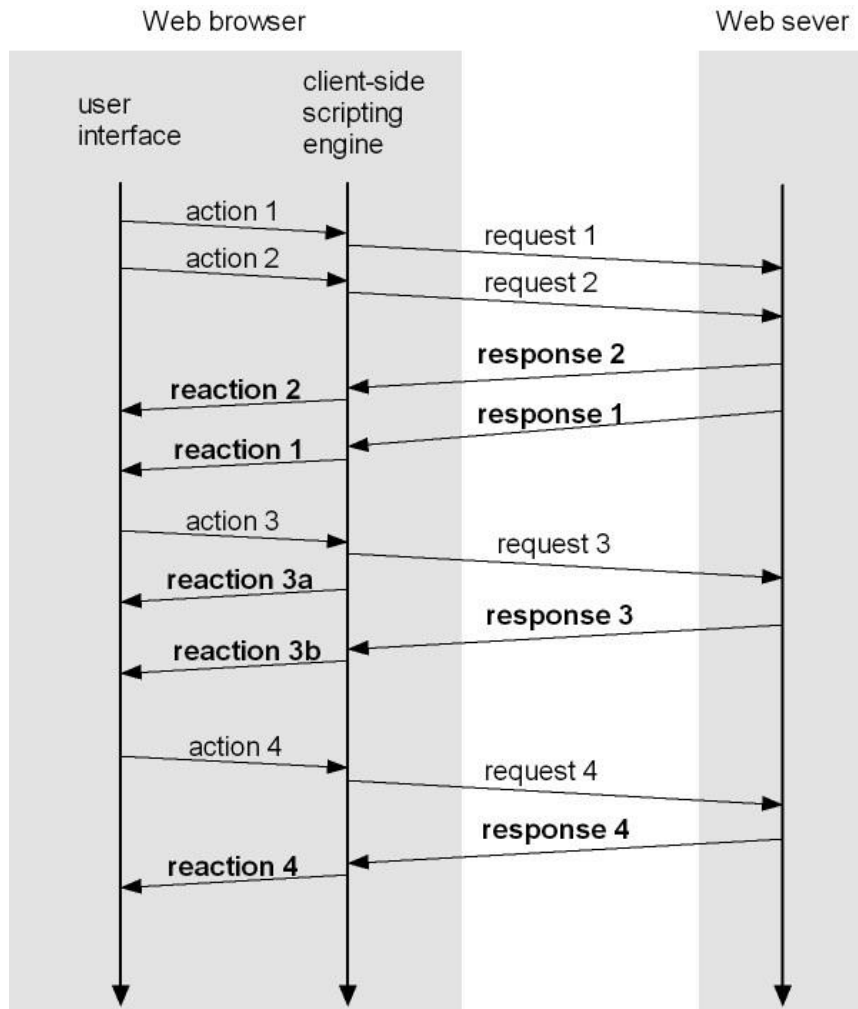 Web browser
Web sever
user
interface
client-side
scripting
engine
action 1
request 1
action 2
request 2
response 2
reaction 2
response 1
reaction 1
action 3
request 3
reaction 3a
response 3
reaction 3b
action 4
request 4
response 4
reaction 4